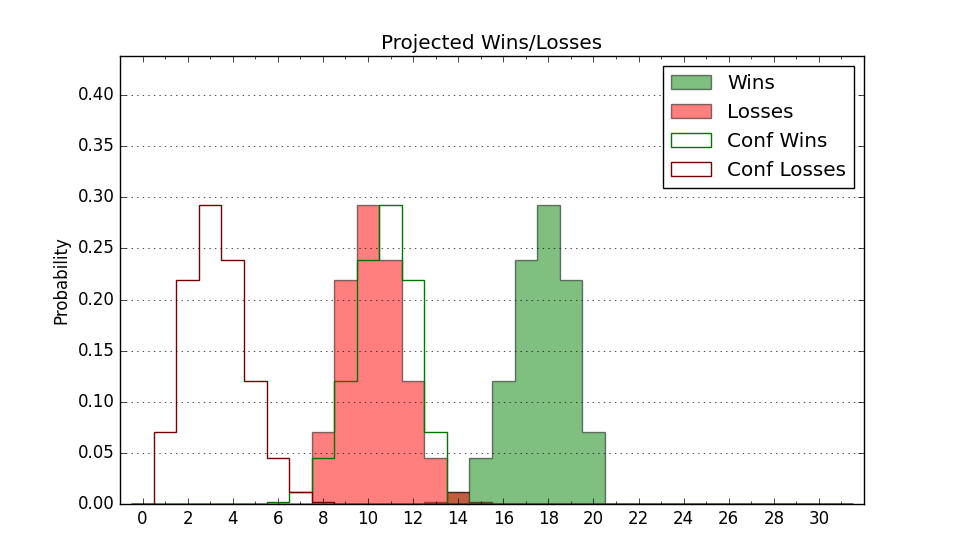 Projected Wins/Losses
Wins
Losses
Conf Wins
Conf Losses
Probability
0.40
0.35
0.30
0.25
0.20
0.15
0.10
0.05
0.00
0 2 4 6 8 10 12 14 16 18 20 22 24 26 28 30